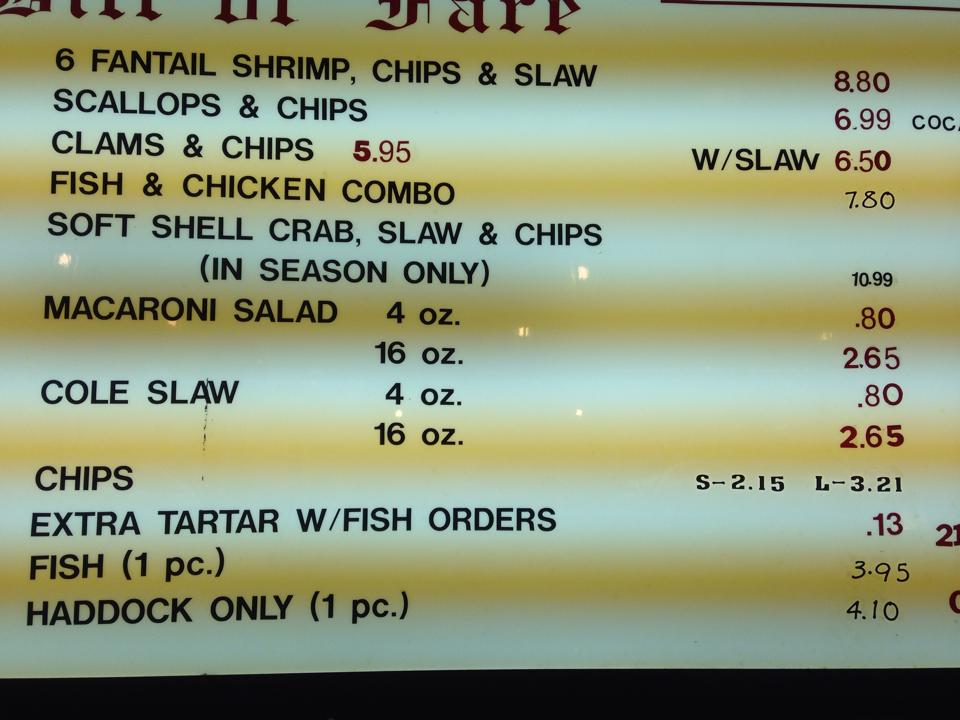 Bill of Fare
6 FANTAIL SHRIMP, CHIPS & SLAW 8.80
SCALLOPS & CHIPS 6.99
CLAMS & CHIPS 5.95 W/SLAW 6.50
FISH & CHICKEN COMBO 7.80
SOFT SHELL CRAB, SLAW & CHIPS
(IN SEASON ONLY) 10.99
MACARONI SALAD 4 oz. .80
16 oz. 2.65
COLE SLAW 4 oz. .80
16 oz. 2.65
CHIPS S-2.15 L-3.21
EXTRA TARTAR W/FISH ORDERS .13
FISH (1 pc.) 3.95
HADDOCK ONLY (1 pc.) 4.10